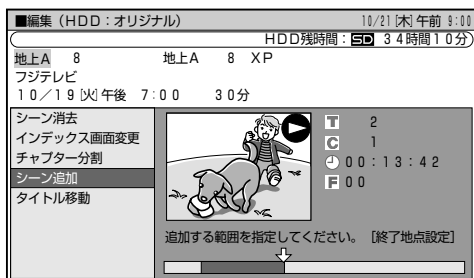 ■編集（HDD：オリジナル） 10/21[木]午前 9:00
HDD残時間：SD 34時間10分
地上A 8 地上A 8 XP
フジテレビ
10／19[火]午後 7:00 30分
シーン消去
インデックス画面変更
チャプター分割
シーン追加
タイトル移動
T 2
C 1
00:13:42
F 00
追加する範囲を指定してください。［終了地点設定］